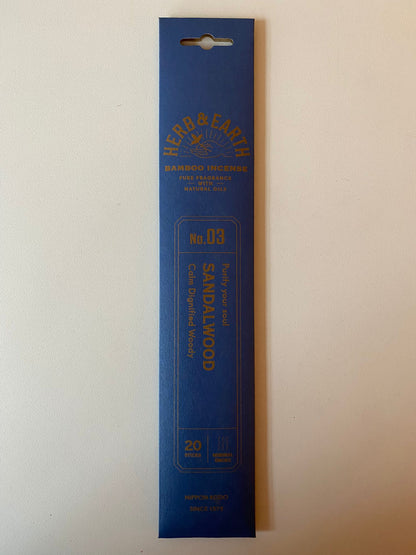 HERB & EARTH
BAMBOO INCENSE
PURE FRAGRANCE
WITH
NATURAL OILS
No.03
Purify your soul
SANDALWOOD
Calm Dignified Woody
20
STICKS
NIPPON KODO
SINCE 1575